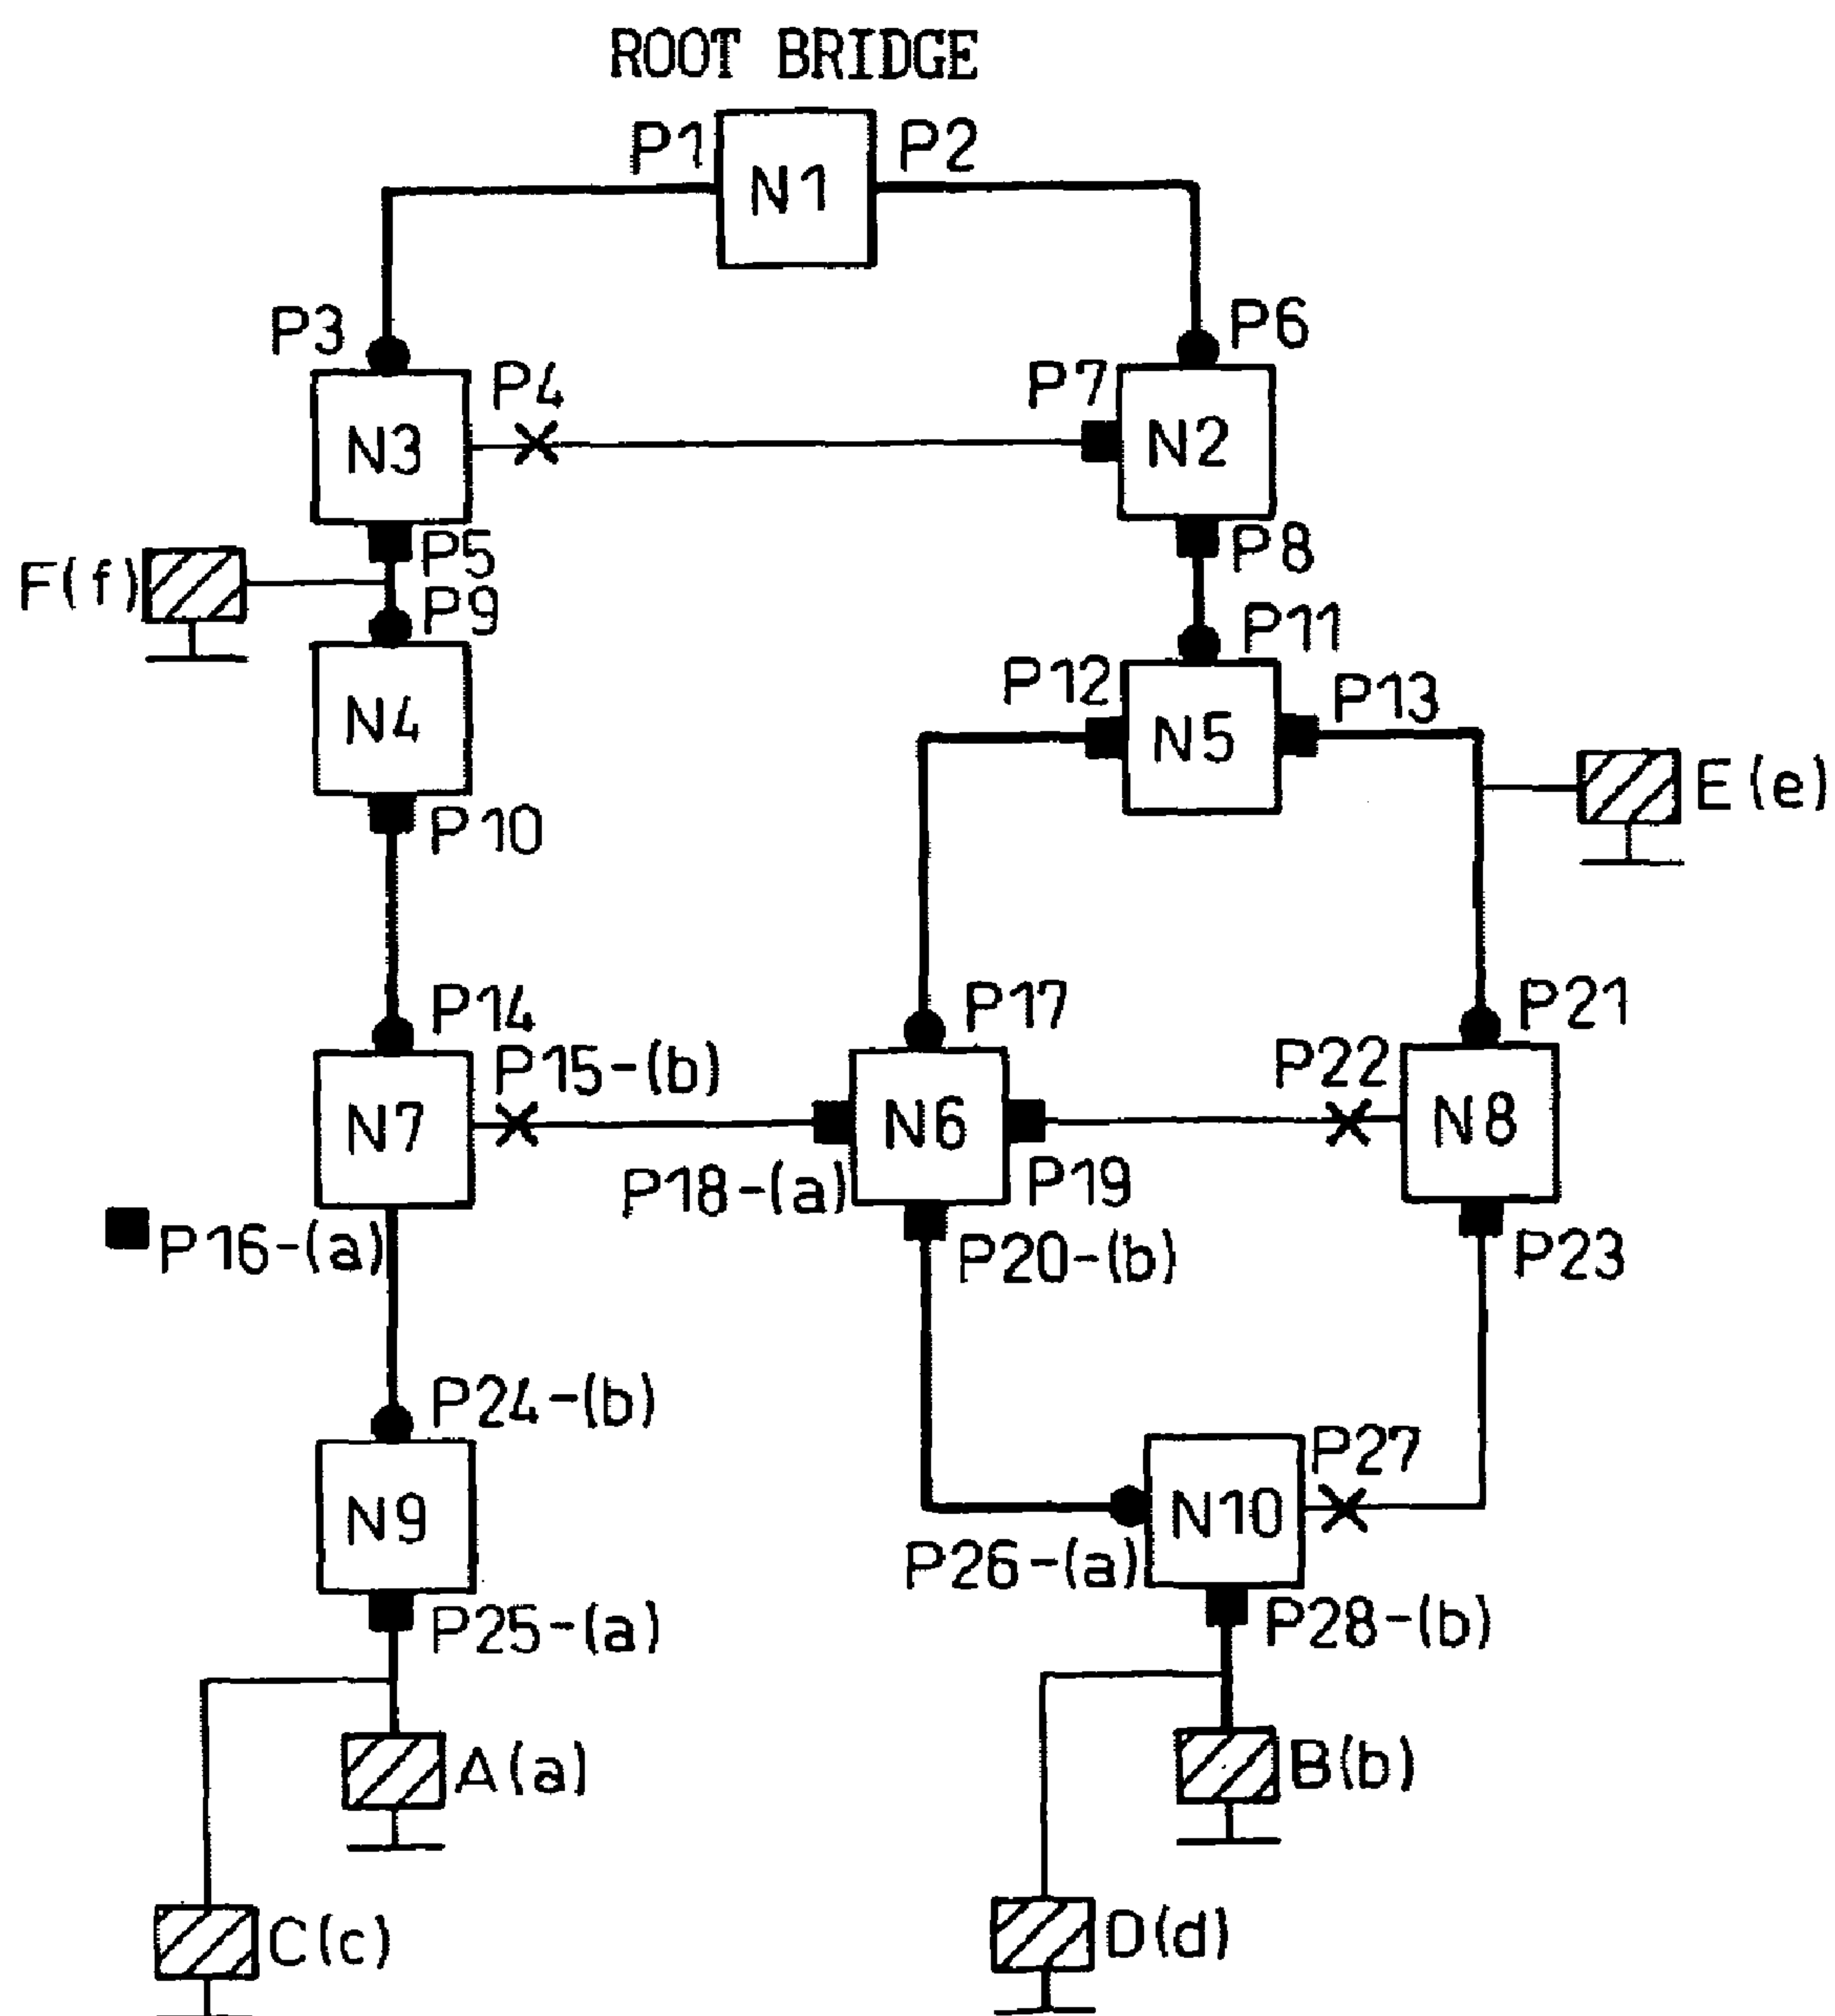 ROOT BRIDGE
P1
N1
P2
P3
P6
N3
P4
P7
N2
P5
P8
F(f)
P9
P11
N4
P12
N5
P13
E(e)
P10
P14
P17
P21
N7
P15-(b)
N6
P22
N8
P18-(a)
P19
P16-(a)
P20-(b)
P23
P24-(b)
P27
N9
N10
P26-(a)
P25-(a)
P28-(b)
A(a)
B(b)
C(c)
D(d)